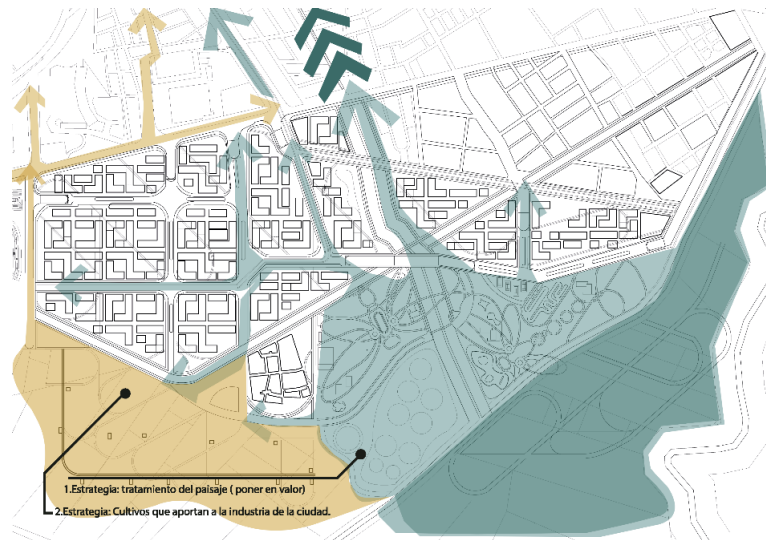 1.Estrategia: tratamiento del paisaje ( poner en valor)
2.Estrategia: Cultivos que aportan a la industria de la ciudad.